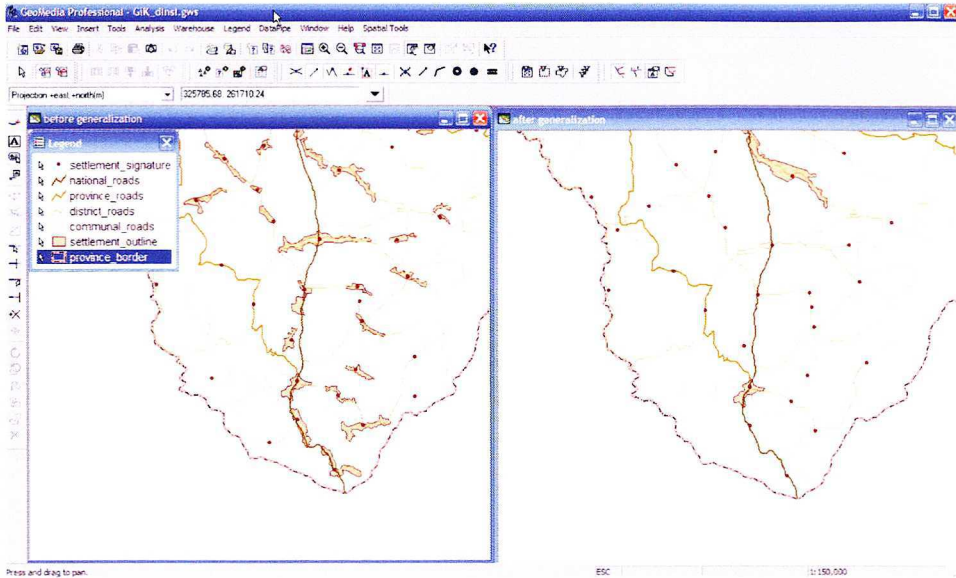 GeoMedia Professional - GIK_dinsl.gws
File Edit View Insert Tools Analysis Warehouse Legend DataPipe Window Help Spatial Tools
Projection +east +north(m) 325785.68 261710.24
before generalization
Legend
settlement_signature
national_roads
province_roads
district_roads
communal_roads
settlement_outline
province_border
after generalization
Press and drag to pan. ESC 1:150,000